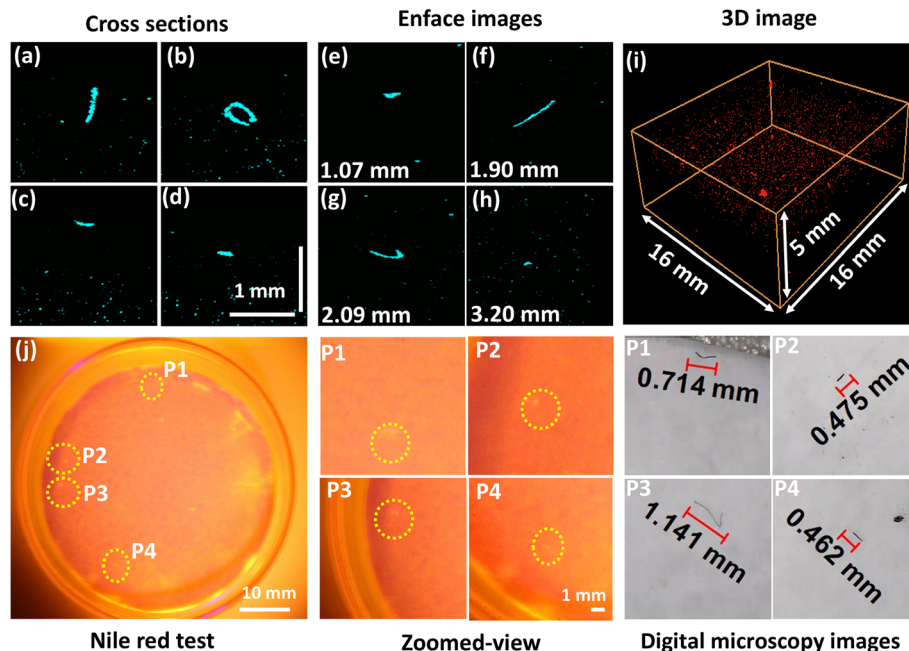 Cross sections
Enface images
3D image
(a)
(b)
(e)
(f)
(i)
1.07 mm
1.90 mm
(c)
(d)
(g)
(h)
1 mm
2.09 mm
3.20 mm
16 mm
5 mm
16 mm
(j)
P1
P2
P3
P4
10 mm
P1
P2
P3
P4
1 mm
P1
0.714 mm
P2
0.475 mm
P3
1.141 mm
P4
0.462 mm
Nile red test
Zoomed-view
Digital microscopy images